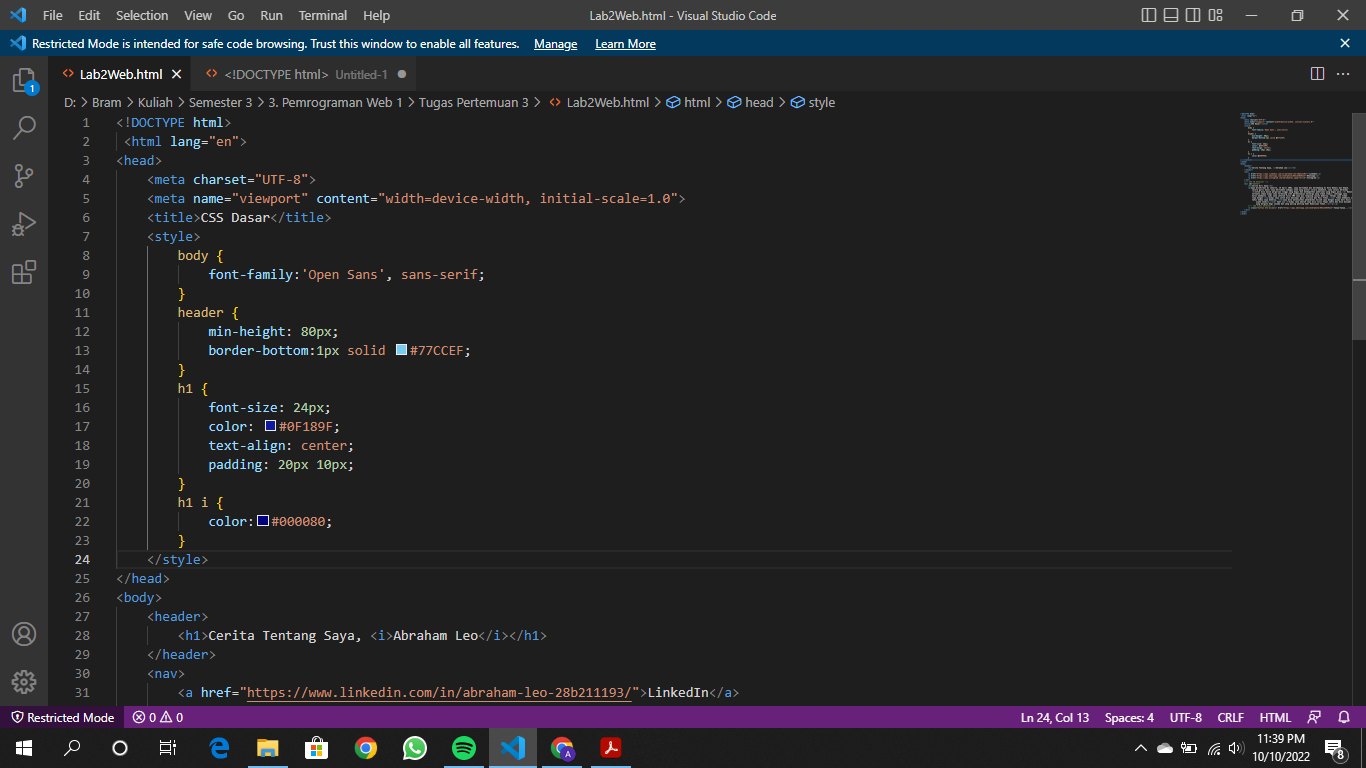 File Edit Selection View Go Run Terminal Help Lab2Web.html - Visual Studio Code
Restricted Mode is intended for safe code browsing. Trust this window to enable all features. Manage Learn More
Lab2Web.html <!DOCTYPE html> Untitled-1
D: > Bram > Kuliah > Semester 3 > 3. Pemrograman Web 1 > Tugas Pertemuan 3 > Lab2Web.html > html > head > style
1 <!DOCTYPE html>
2 <html lang="en">
3 <head>
4 <meta charset="UTF-8">
5 <meta name="viewport" content="width=device-width, initial-scale=1.0">
6 <title>CSS Dasar</title>
7 <style>
8 body {
9 font-family:'Open Sans', sans-serif;
10 }
11 header {
12 min-height: 80px;
13 border-bottom:1px solid #77CCEF;
14 }
15 h1 {
16 font-size: 24px;
17 color: #0F189F;
18 text-align: center;
19 padding: 20px 10px;
20 }
21 h1 i {
22 color:#000080;
23 }
24 </style>
25 </head>
26 <body>
27 <header>
28 <h1>Cerita Tentang Saya, <i>Abraham Leo</i></h1>
29 </header>
30 <nav>
31 <a href="https://www.linkedin.com/in/abraham-leo-28b211193/">LinkedIn</a>
1
Restricted Mode 0 0 Ln 24, Col 13 Spaces: 4 UTF-8 CRLF HTML
A
11:39 PM
10/10/2022
8